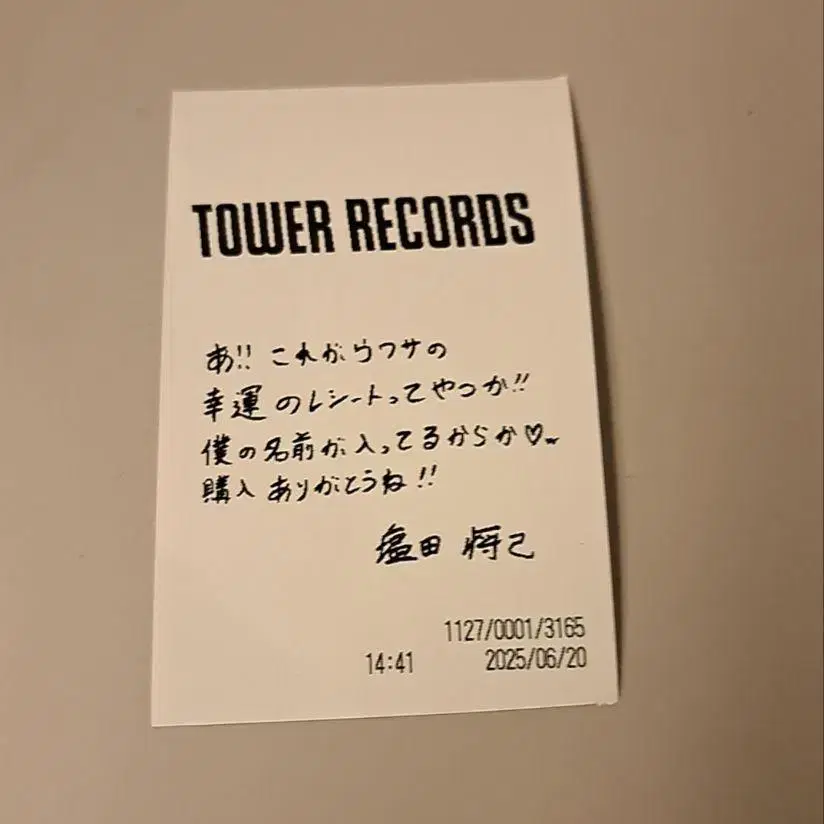 TOWER RECORDS
あ!! これがウワサの
幸運のレシートってやつか!!
僕の名前が入ってるからか♡w
購入ありがとうね!!
塩田 将己
1127/0001/3165
14:41 2025/06/20